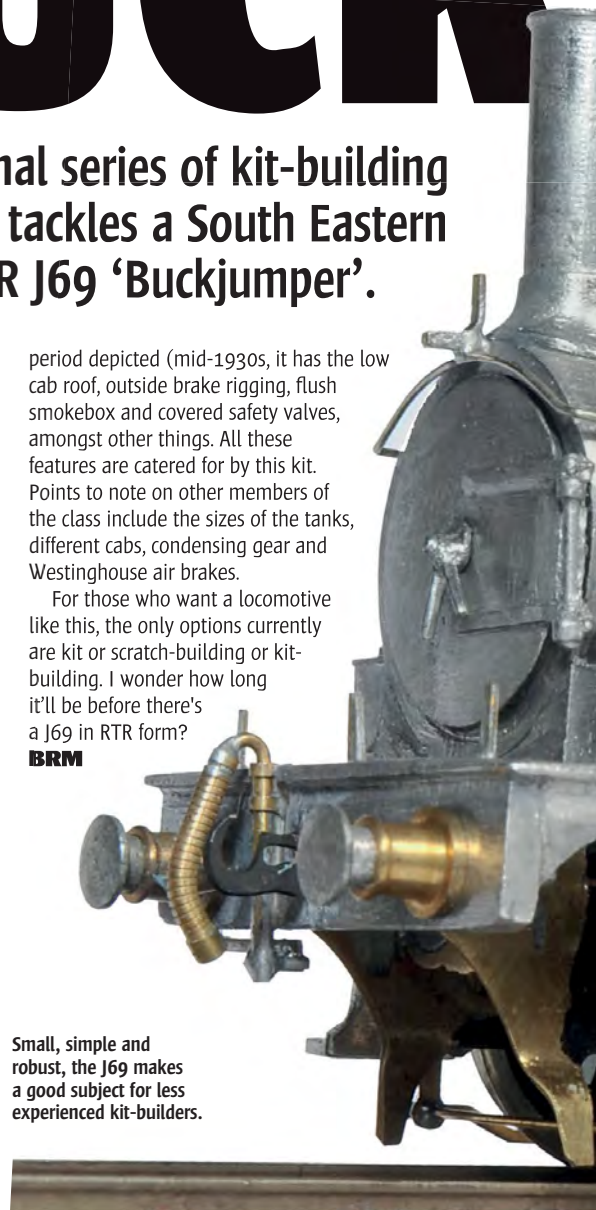 nal series of kit-building
tackles a South Eastern
R J69 ‘Buckjumper’.
period depicted (mid-1930s, it has the low
cab roof, outside brake rigging, flush
smokebox and covered safety valves,
amongst other things. All these
features are catered for by this kit.
Points to note on other members of
the class include the sizes of the tanks,
different cabs, condensing gear and
Westinghouse air brakes.
For those who want a locomotive
like this, the only options currently
are kit or scratch-building or kit-
building. I wonder how long
it’ll be before there's
a J69 in RTR form?
BRM
Small, simple and
robust, the J69 makes
a good subject for less
experienced kit-builders.